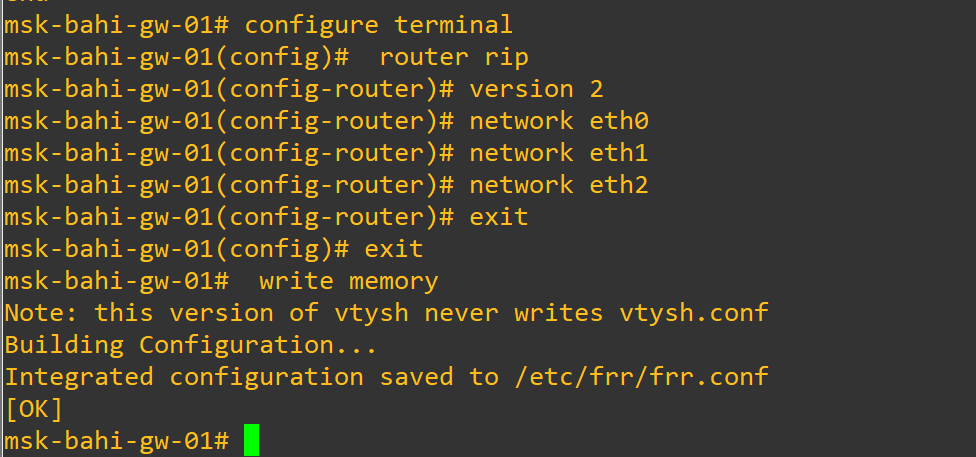 msk-bahi-gw-01# configure terminal
msk-bahi-gw-01(config)#  router rip
msk-bahi-gw-01(config-router)# version 2
msk-bahi-gw-01(config-router)# network eth0
msk-bahi-gw-01(config-router)# network eth1
msk-bahi-gw-01(config-router)# network eth2
msk-bahi-gw-01(config-router)# exit
msk-bahi-gw-01(config)# exit
msk-bahi-gw-01#  write memory
Note: this version of vtysh never writes vtysh.conf
Building Configuration...
Integrated configuration saved to /etc/frr/frr.conf
[OK]
msk-bahi-gw-01#